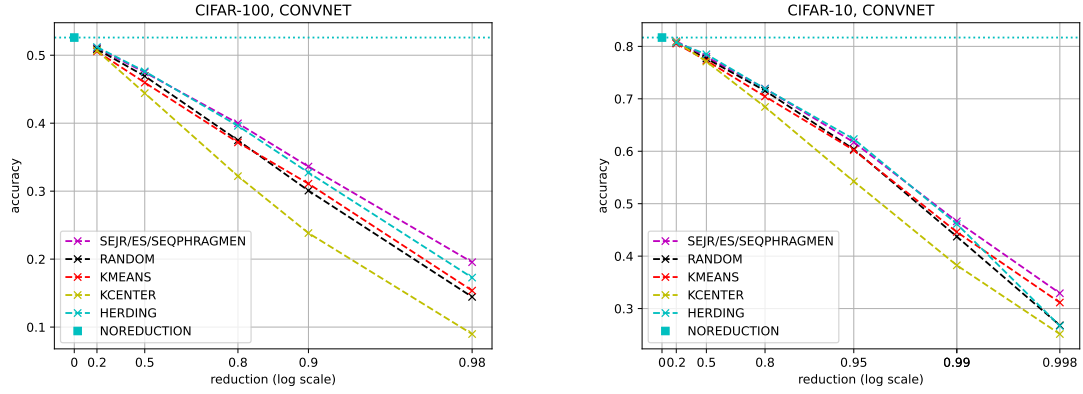 CIFAR-100, CONVNET
accuracy
0.5
0.4
0.3
0.2
0.1
SEJR/ES/SEQPHRAGMEN
RANDOM
KMEANS
KCENTER
HERDING
NOREDUCTION
0 0.2 0.5 0.8 0.9 0.98
reduction (log scale)
CIFAR-10, CONVNET
accuracy
0.8
0.7
0.6
0.5
0.4
0.3
SEJR/ES/SEQPHRAGMEN
RANDOM
KMEANS
KCENTER
HERDING
NOREDUCTION
0 0.2 0.5 0.8 0.95 0.99 0.998
reduction (log scale)